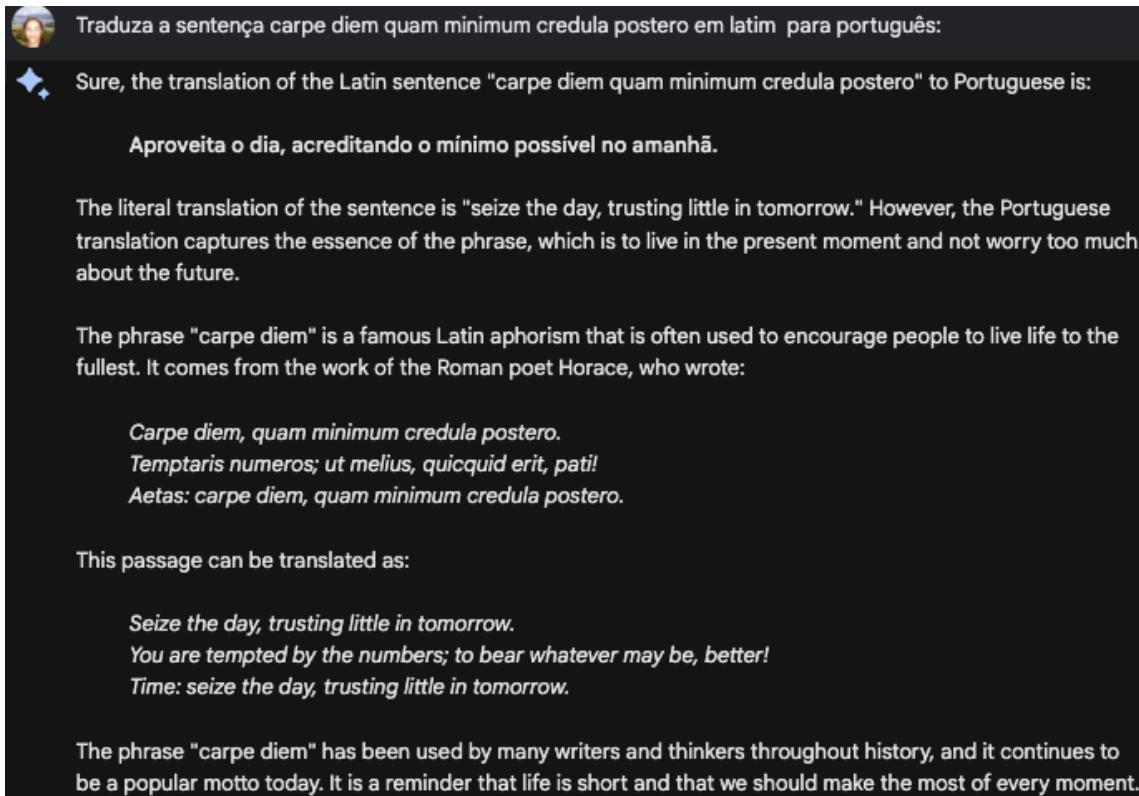 Traduza a sentença carpe diem quam minimum credula postero em latim  para português:
Sure, the translation of the Latin sentence "carpe diem quam minimum credula postero" to Portuguese is:
Aproveita o dia, acreditando o mínimo possível no amanhã.
The literal translation of the sentence is "seize the day, trusting little in tomorrow." However, the Portuguese
translation captures the essence of the phrase, which is to live in the present moment and not worry too much
about the future.
The phrase "carpe diem" is a famous Latin aphorism that is often used to encourage people to live life to the
fullest. It comes from the work of the Roman poet Horace, who wrote:
Carpe diem, quam minimum credula postero.
Temptaris numeros; ut melius, quicquid erit, pati!
Aetas: carpe diem, quam minimum credula postero.
This passage can be translated as:
Seize the day, trusting little in tomorrow.
You are tempted by the numbers; to bear whatever may be, better!
Time: seize the day, trusting little in tomorrow.
The phrase "carpe diem" has been used by many writers and thinkers throughout history, and it continues to
be a popular motto today. It is a reminder that life is short and that we should make the most of every moment.